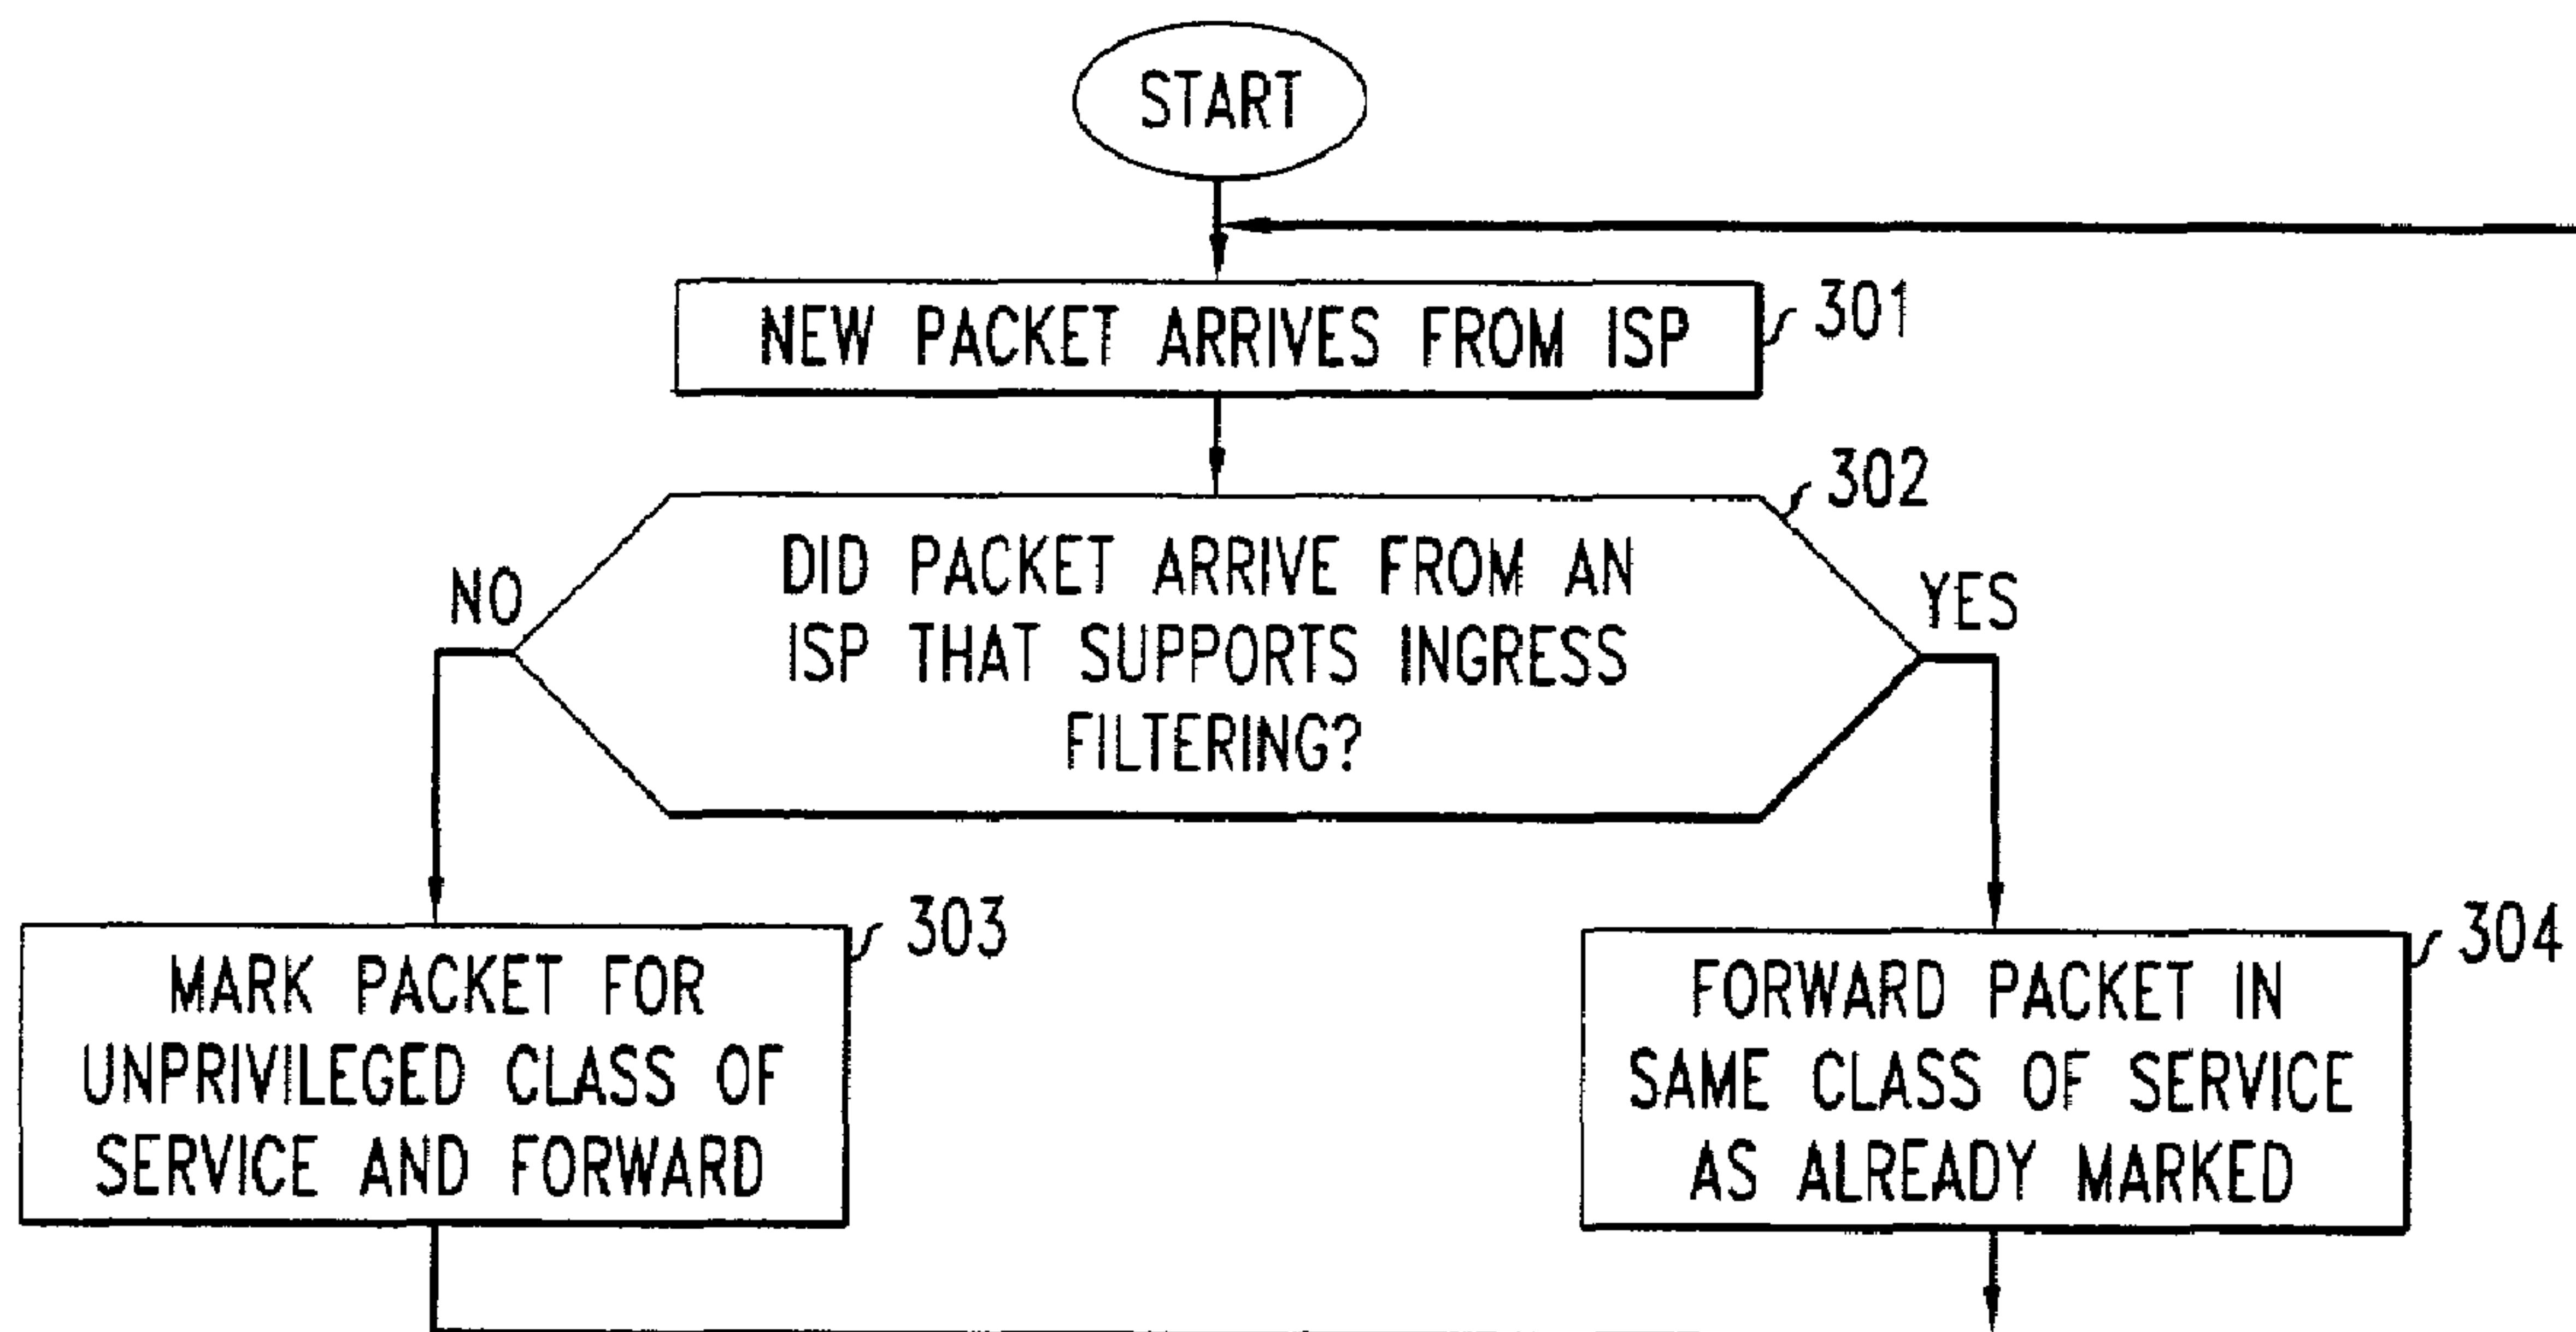 START
NEW PACKET ARRIVES FROM ISP
301
302
DID PACKET ARRIVE FROM AN
ISP THAT SUPPORTS INGRESS
FILTERING?
NO
YES
303
MARK PACKET FOR
UNPRIVILEGED CLASS OF
SERVICE AND FORWARD
304
FORWARD PACKET IN
SAME CLASS OF SERVICE
AS ALREADY MARKED